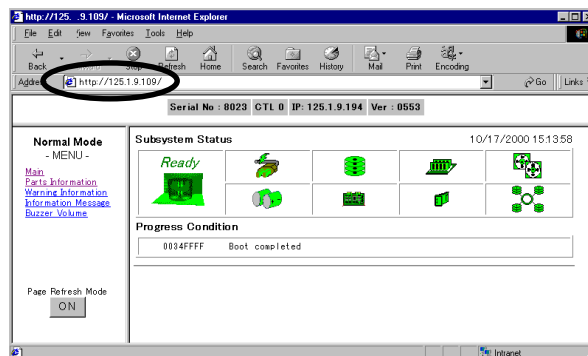 http://125. .9.109/ - Microsoft Internet Explorer
File Edit View Favorites Tools Help
Back Stop Refresh Home Search Favorites History Mail Print Encoding
Address http://125.1.9.109/ Go Links
Serial No : 8023 CTL 0 IP: 125.1.9.194 Ver : 0553
Normal Mode
- MENU -
Main
Parts Information
Warning Information
Information Message
Buzzer Volume
Page Refresh Mode
ON
Subsystem Status 10/17/2000 15:13:58
Ready
Progress Condition
0034FFFF Boot completed
Intranet